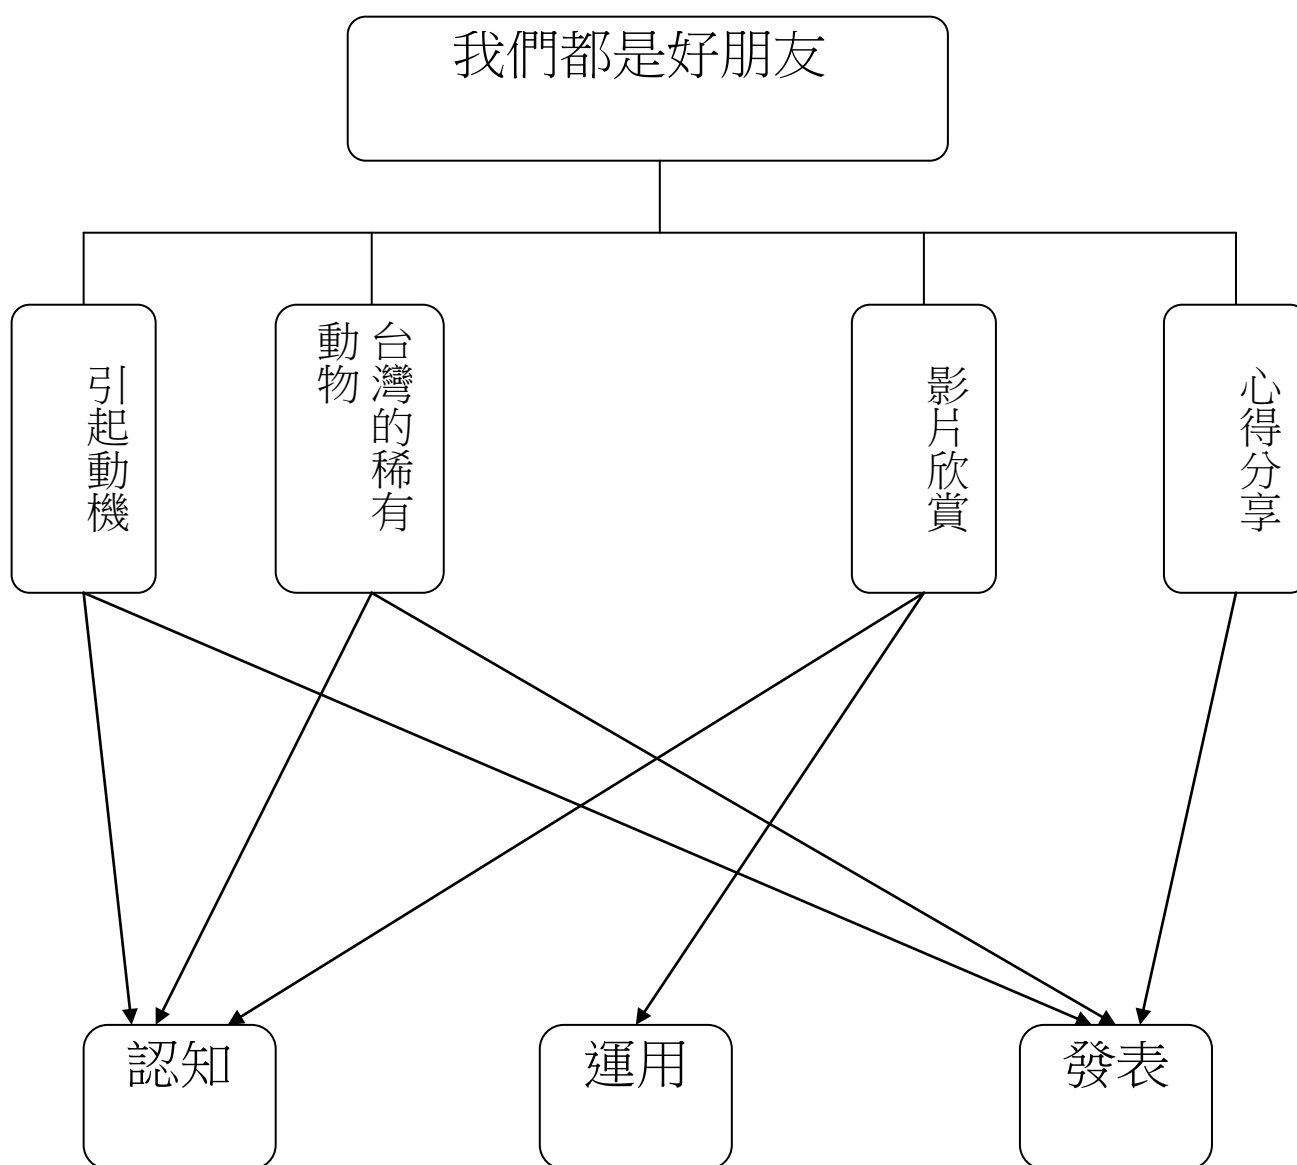 我們都是好朋友
引起動機
台灣的稀有
動物
影片欣賞
心得分享
認知
運用
發表